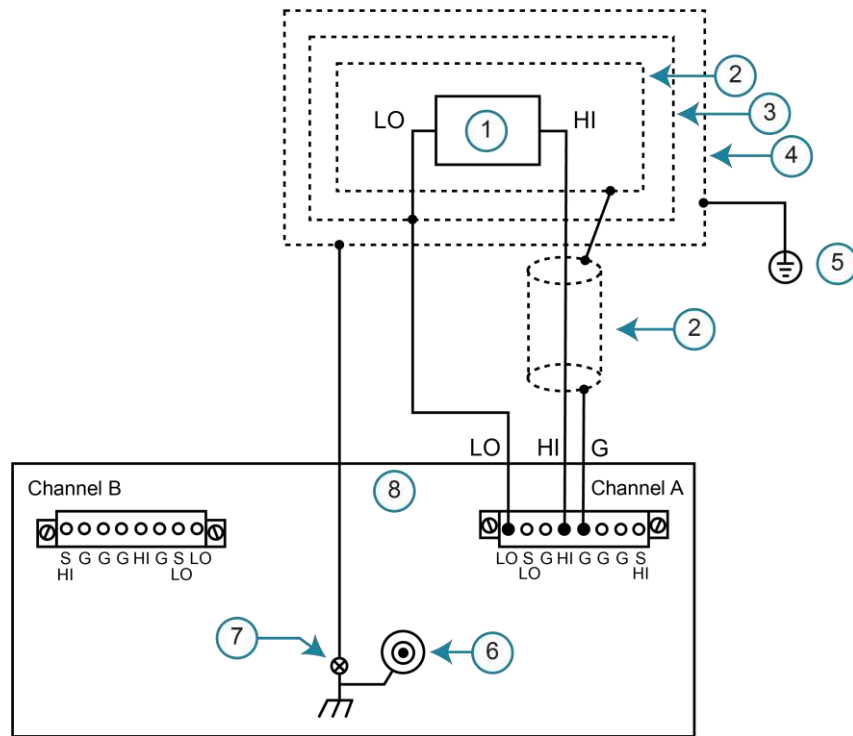 2
3
LO
1
HI
4
5
2
LO
HI
G
8
Channel B
Channel A
S G G G HI G S LO
HI LO
LO S G HI G G G S
LO HI
7
6